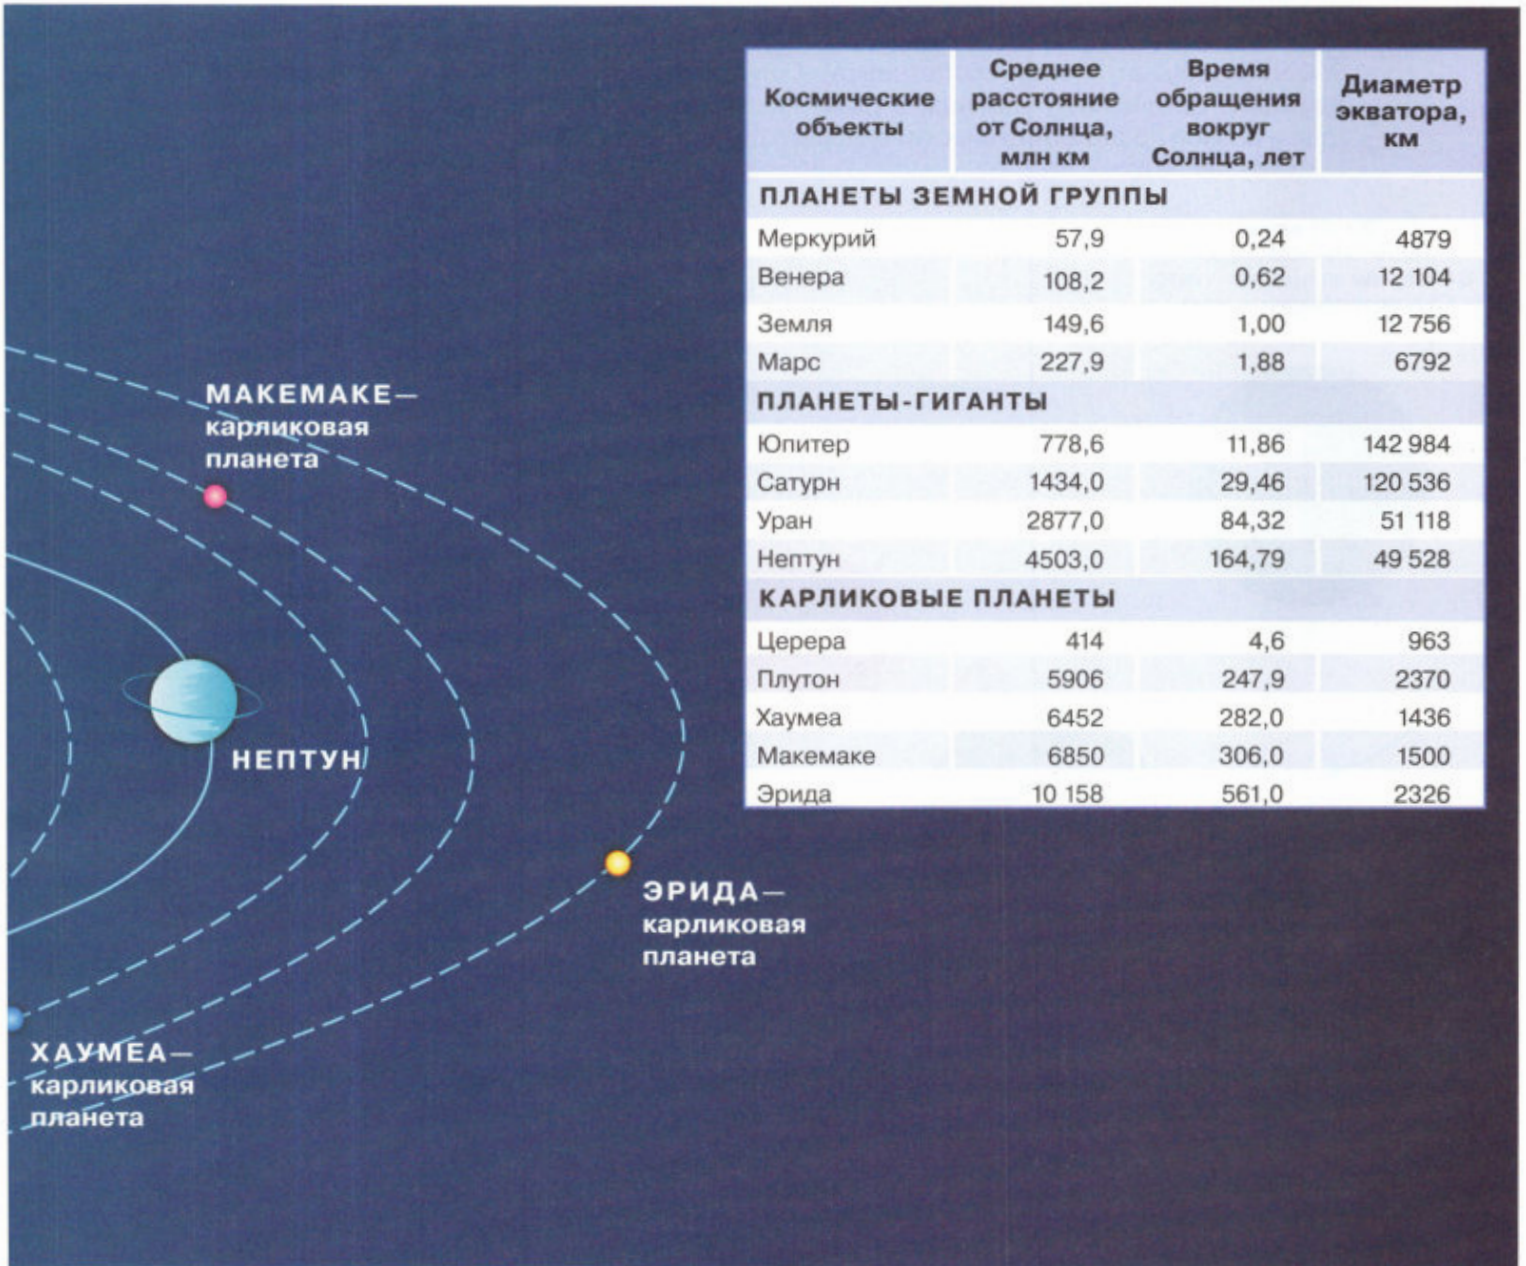 Космические объекты | Среднее расстояние от Солнца, млн км | Время обращения вокруг Солнца, лет | Диаметр экватора, км
ПЛАНЕТЫ ЗЕМНОЙ ГРУППЫ
Меркурий 57,9 0,24 4879
Венера 108,2 0,62 12 104
Земля 149,6 1,00 12 756
Марс 227,9 1,88 6792
ПЛАНЕТЫ-ГИГАНТЫ
Юпитер 778,6 11,86 142 984
Сатурн 1434,0 29,46 120 536
Уран 2877,0 84,32 51 118
Нептун 4503,0 164,79 49 528
КАРЛИКОВЫЕ ПЛАНЕТЫ
Церера 414 4,6 963
Плутон 5906 247,9 2370
Хаумеа 6452 282,0 1436
Макемаке 6850 306,0 1500
Эрида 10 158 561,0 2326
МАКЕМАКЕ—
карликовая
планета
НЕПТУН
ЭРИДА—
карликовая
планета
ХАУМЕА—
карликовая
планета